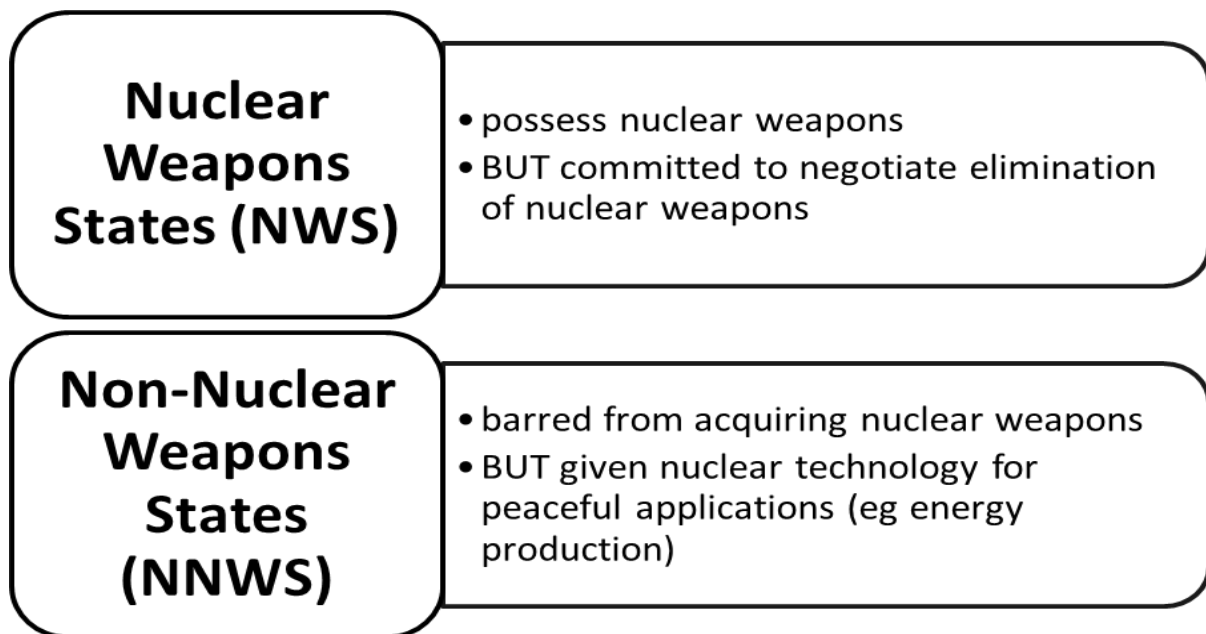 Nuclear
Weapons
States (NWS)
• possess nuclear weapons
• BUT committed to negotiate elimination
of nuclear weapons
Non-Nuclear
Weapons
States
(NNWS)
• barred from acquiring nuclear weapons
• BUT given nuclear technology for
peaceful applications (eg energy
production)